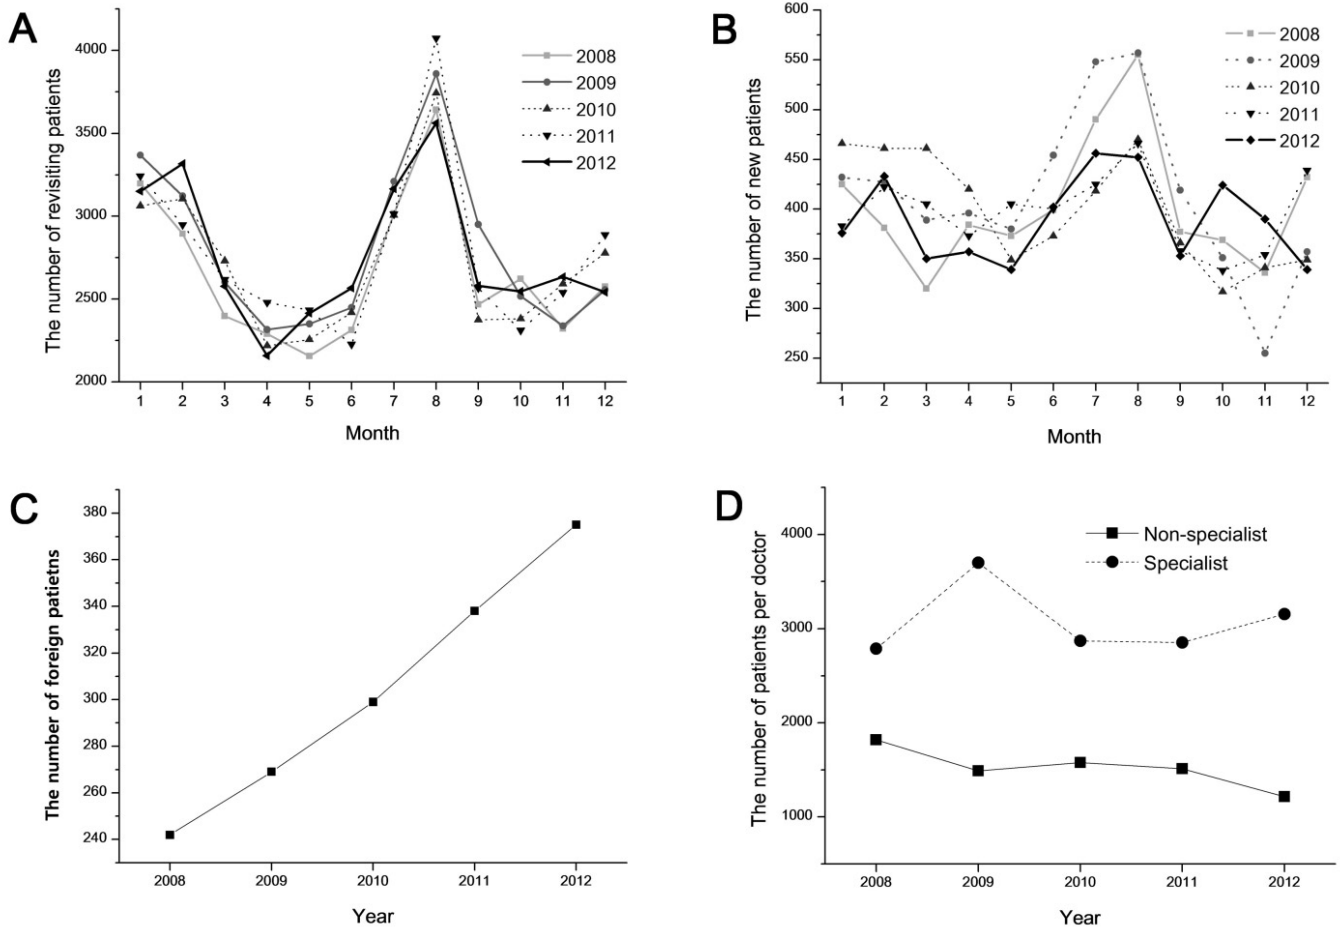 A
The number of revisiting patients
4000
3500
3000
2500
2000
1 2 3 4 5 6 7 8 9 10 11 12
Month
2008
2009
2010
2011
2012
B
The number of new patients
600
550
500
450
400
350
300
250
1 2 3 4 5 6 7 8 9 10 11 12
Month
2008
2009
2010
2011
2012
C
The number of foreign patietns
380
360
340
320
300
280
260
240
2008 2009 2010 2011 2012
Year
D
The number of patients per doctor
4000
3000
2000
1000
2008 2009 2010 2011 2012
Year
Non-specialist
Specialist